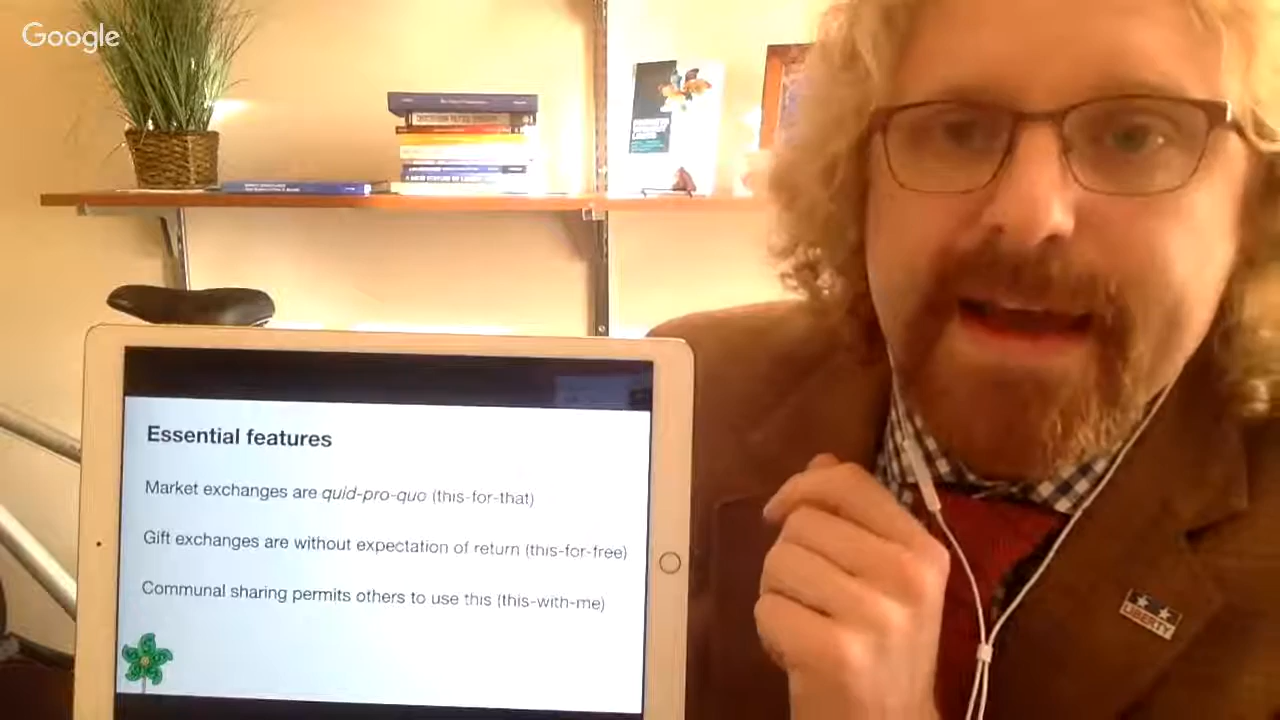 Google
Essential features
Market exchanges are quid-pro-quo (this-for-that)
Gift exchanges are without expectation of return (this-for-free)
Communal sharing permits others to use this (this-with-me)
LIBERTY